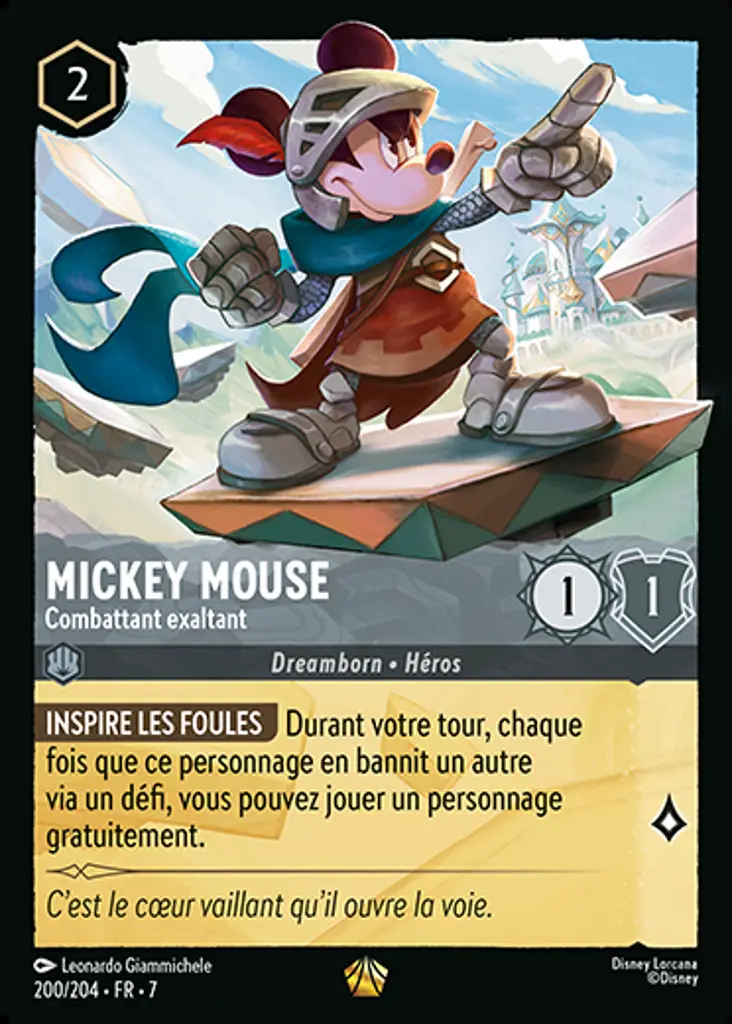 2
MICKEY MOUSE
Combattant exaltant
1
1
Dreamborn • Héros
INSPIRE LES FOULES Durant votre tour, chaque
fois que ce personnage en bannit un autre
via un défi, vous pouvez jouer un personnage
gratuitement.
C'est le cœur vaillant qu'il ouvre la voie.
Leonardo Giammichele
200/204 • FR • 7
Disney Lorcana
©Disney